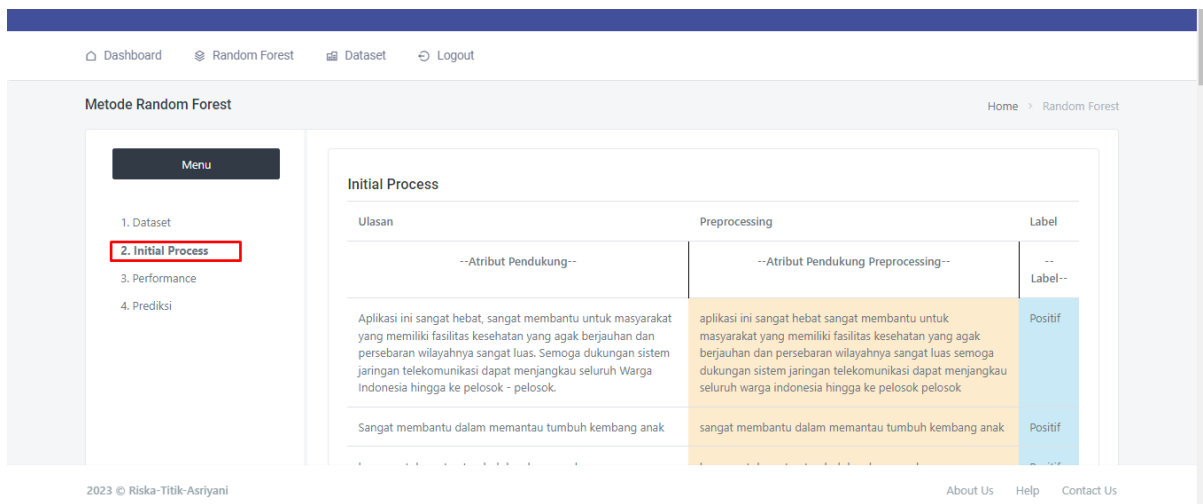 Dashboard Random Forest Dataset Logout
Metode Random Forest
Home > Random Forest
Menu
1. Dataset
2. Initial Process
3. Performance
4. Prediksi
Initial Process
Ulasan Preprocessing Label
--Atribut Pendukung-- --Atribut Pendukung Preprocessing-- --
Label--
Aplikasi ini sangat hebat, sangat membantu untuk masyarakat
yang memiliki fasilitas kesehatan yang agak berjauhan dan
persebaran wilayahnya sangat luas. Semoga dukungan sistem
jaringan telekomunikasi dapat menjangkau seluruh Warga
Indonesia hingga ke pelosok - pelosok.
aplikasi ini sangat hebat sangat membantu untuk
masyarakat yang memiliki fasilitas kesehatan yang agak
berjauhan dan persebaran wilayahnya sangat luas semoga
dukungan sistem jaringan telekomunikasi dapat menjangkau
seluruh warga indonesia hingga ke pelosok pelosok
Positif
Sangat membantu dalam memantau tumbuh kembang anak
sangat membantu dalam memantau tumbuh kembang anak
Positif
2023 © Riska-Titik-Asriyani
About Us Help Contact Us